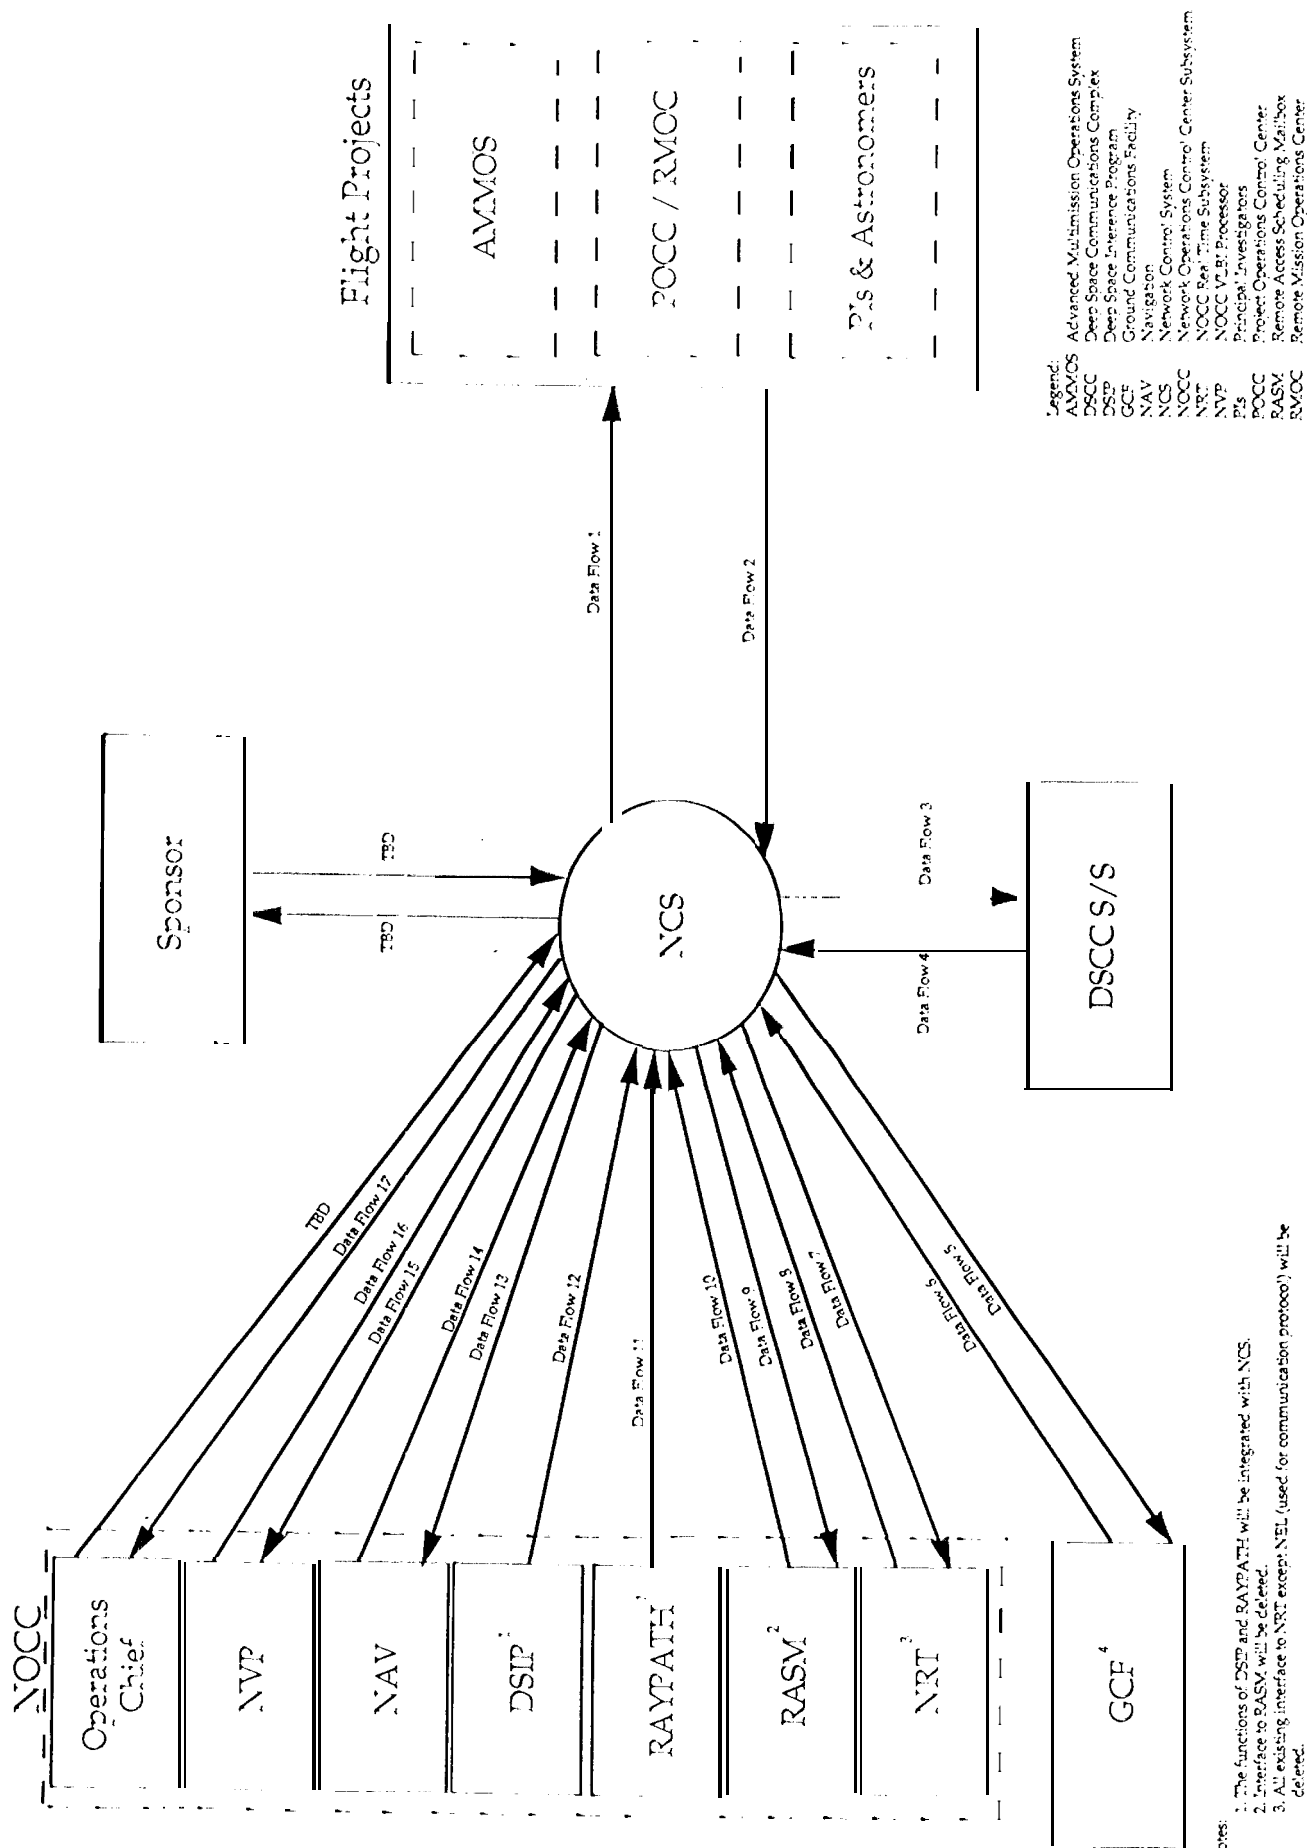 NOCC
Operations
Chief
NVP
NAV
DSIP 1
RAYPATH 1
RASM 2
NRT 3
GCF 4
Sponsor
NCS
DSCC S/S
Flight Projects
AMMOS
POCC / RMOC
PIs & Astronomers
TBD
TBD
TBD
Data Flow 17
Data Flow 16
Data Flow 15
Data Flow 14
Data Flow 13
Data Flow 12
Data Flow 11
Data Flow 10
Data Flow 9
Data Flow 8
Data Flow 7
Data Flow 6
Data Flow 5
Data Flow 4
Data Flow 3
Data Flow 1
Data Flow 2
Legend:
AMMOS Advanced Multimission Operations System
DSCC Deep Space Communications Complex
DSIP Deep Space Interence Program
GCF Ground Communications Facility
NAV Navigation
NCS Network Control System
NOCC Network Operations Control Center Subsystem
NRT NOCC Real Time Subsystem
NVP NOCC VLBI Processor
PIs Principal Investigators
POCC Project Operations Control Center
RASM Remote Access Scheduling Mailbox
RMOC Remote Mission Operations Center
otes:
1. The functions of DSIP and RAYPATH will be integrated with NCS.
2. Interface to RASM will be deleted.
3. All existing interface to NRT except NEL (used for communication protocol) will be
deleted.